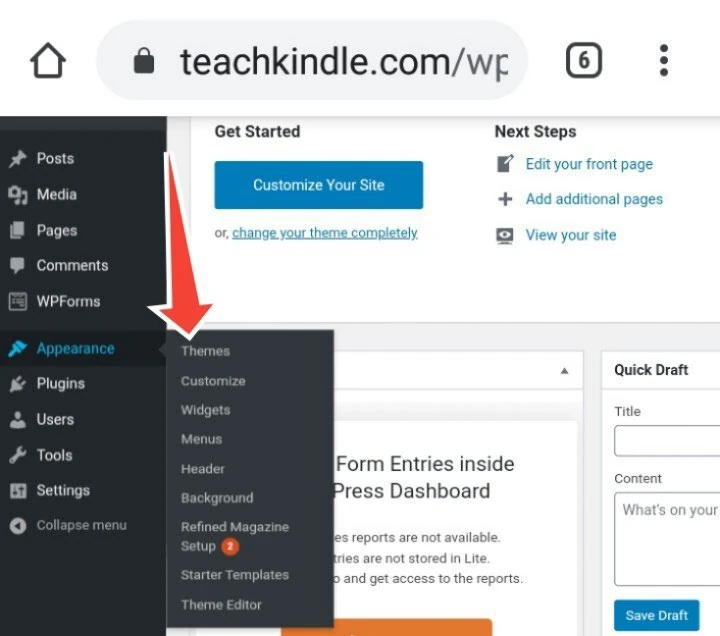 teachkindle.com/wp
6
Get Started
Customize Your Site
or, change your theme completely
Next Steps
Edit your front page
Add additional pages
View your site
Posts
Media
Pages
Comments
WPForms
Appearance
Plugins
Users
Tools
Settings
Collapse menu
Themes
Customize
Widgets
Menus
Header
Background
Refined Magazine
Setup 2
Starter Templates
Theme Editor
Form Entries inside
Press Dashboard
es reports are not available.
tries are not stored in Lite.
o and get access to the reports.
Quick Draft
Title
Content
What's on your
Save Draft